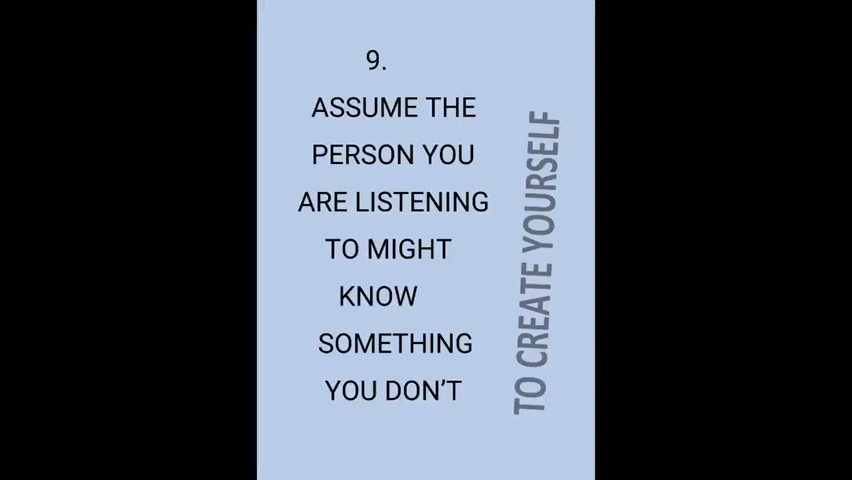 9.
ASSUME THE
PERSON YOU
ARE LISTENING
TO MIGHT
KNOW
SOMETHING
YOU DON’T
TO CREATE YOURSELF